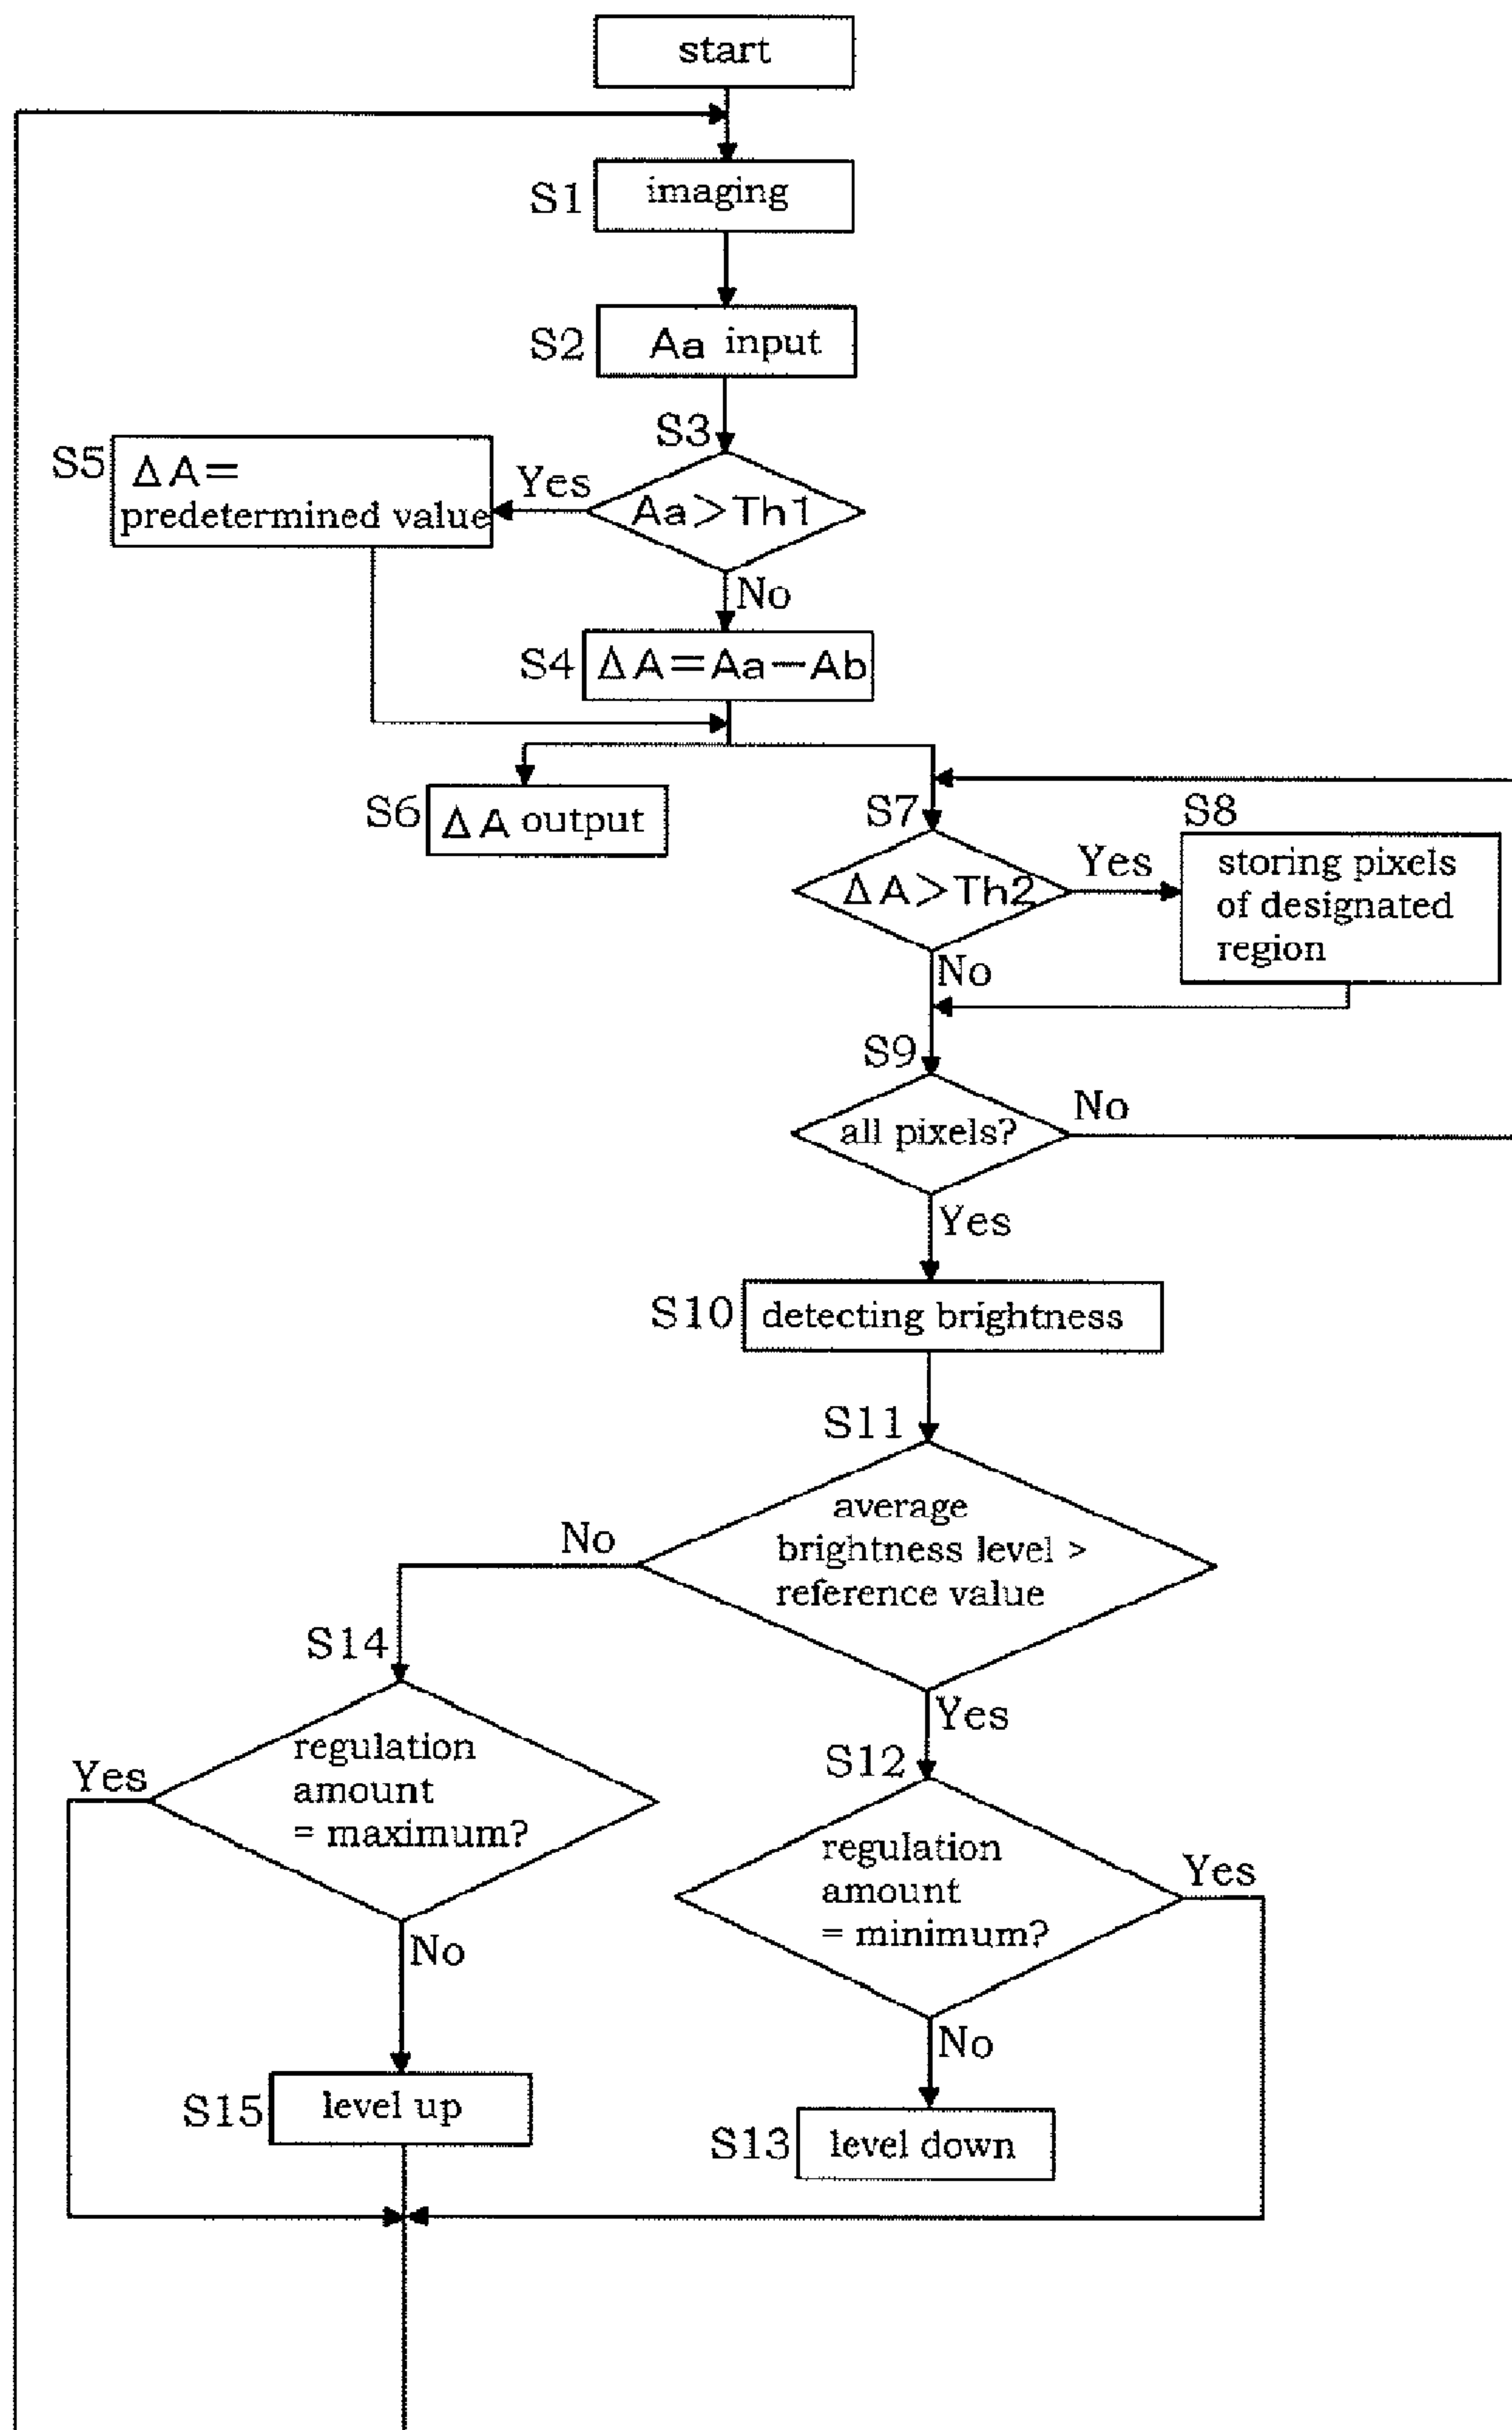 start
S1
imaging
S2
Aa input
S3
S5
ΔA=
predetermined value
Yes
Aa>Th1
No
S4
ΔA=Aa-Ab
S6
ΔA output
S7
S8
ΔA>Th2
Yes
storing pixels
of designated
region
No
S9
all pixels?
No
Yes
S10
detecting brightness
S11
average
brightness level >
reference value
No
Yes
S14
regulation
amount
= maximum?
Yes
No
S12
regulation
amount
= minimum?
Yes
No
S15
level up
S13
level down